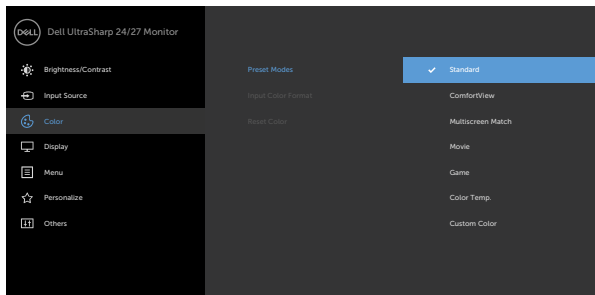 DELL
Dell UltraSharp 24/27 Monitor
Brightness/Contrast
Input Source
Color
Display
Menu
Personalize
Others
Preset Modes
Input Color Format
Reset Color
Standard
ComfortView
Multiscreen Match
Movie
Game
Color Temp.
Custom Color